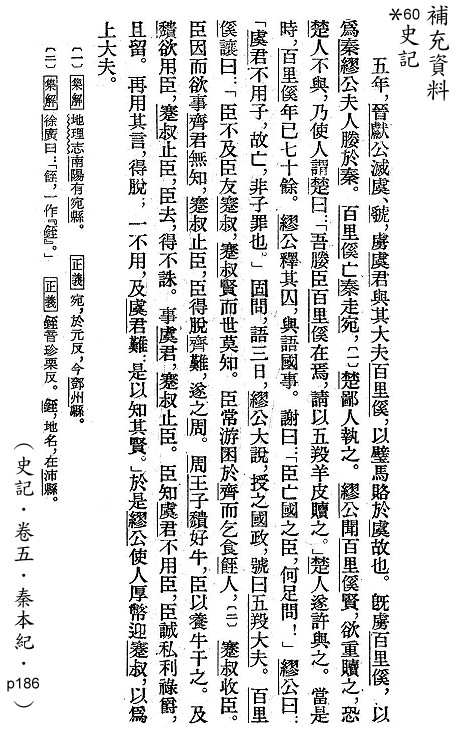 補充資料
*60 史記
五年，晉獻公滅虞、虢，虜虞君與其大夫百里傒，以璧馬賂於虞故也。既虜百里傒，以
爲秦繆公夫人媵於秦。百里傒亡秦走宛，〔一〕楚鄙人執之。繆公聞百里傒賢，欲重贖之，恐
楚人不與，乃使人謂楚曰：「吾媵臣百里傒在焉，請以五羖羊皮贖之。」楚人遂許與之。當是
時，百里傒年已七十餘。繆公釋其囚，與語國事。謝曰：「臣亡國之臣，何足問！」繆公曰：
「虞君不用子，故亡，非子罪也。」固問，語三日，繆公大說，授之國政，號曰五羖大夫。百里
傒讓曰：「臣不及臣友蹇叔，蹇叔賢而世莫知。臣常游困於齊而乞食䬹人，〔二〕蹇叔收臣。
臣因而欲事齊君無知，蹇叔止臣，臣得脫齊難，遂之周。周王子穨好牛，臣以養牛干之。及
穨欲用臣，蹇叔止臣，臣去，得不誅。事虞君，蹇叔止臣。臣知虞君不用臣，臣誠私利祿爵，
且留。再用其言，得脫；一不用，及虞君難：是以知其賢。」於是繆公使人厚幣迎蹇叔，以爲
上大夫。
〔一〕集解 地理志南陽有宛縣。 正義 宛，於元反，今鄧州縣。
〔二〕集解 徐廣曰：「䬹，一作『銍』。」 正義 銍音珍栗反。銍，地名，在沛縣。
（史記・卷五・秦本紀・p186）